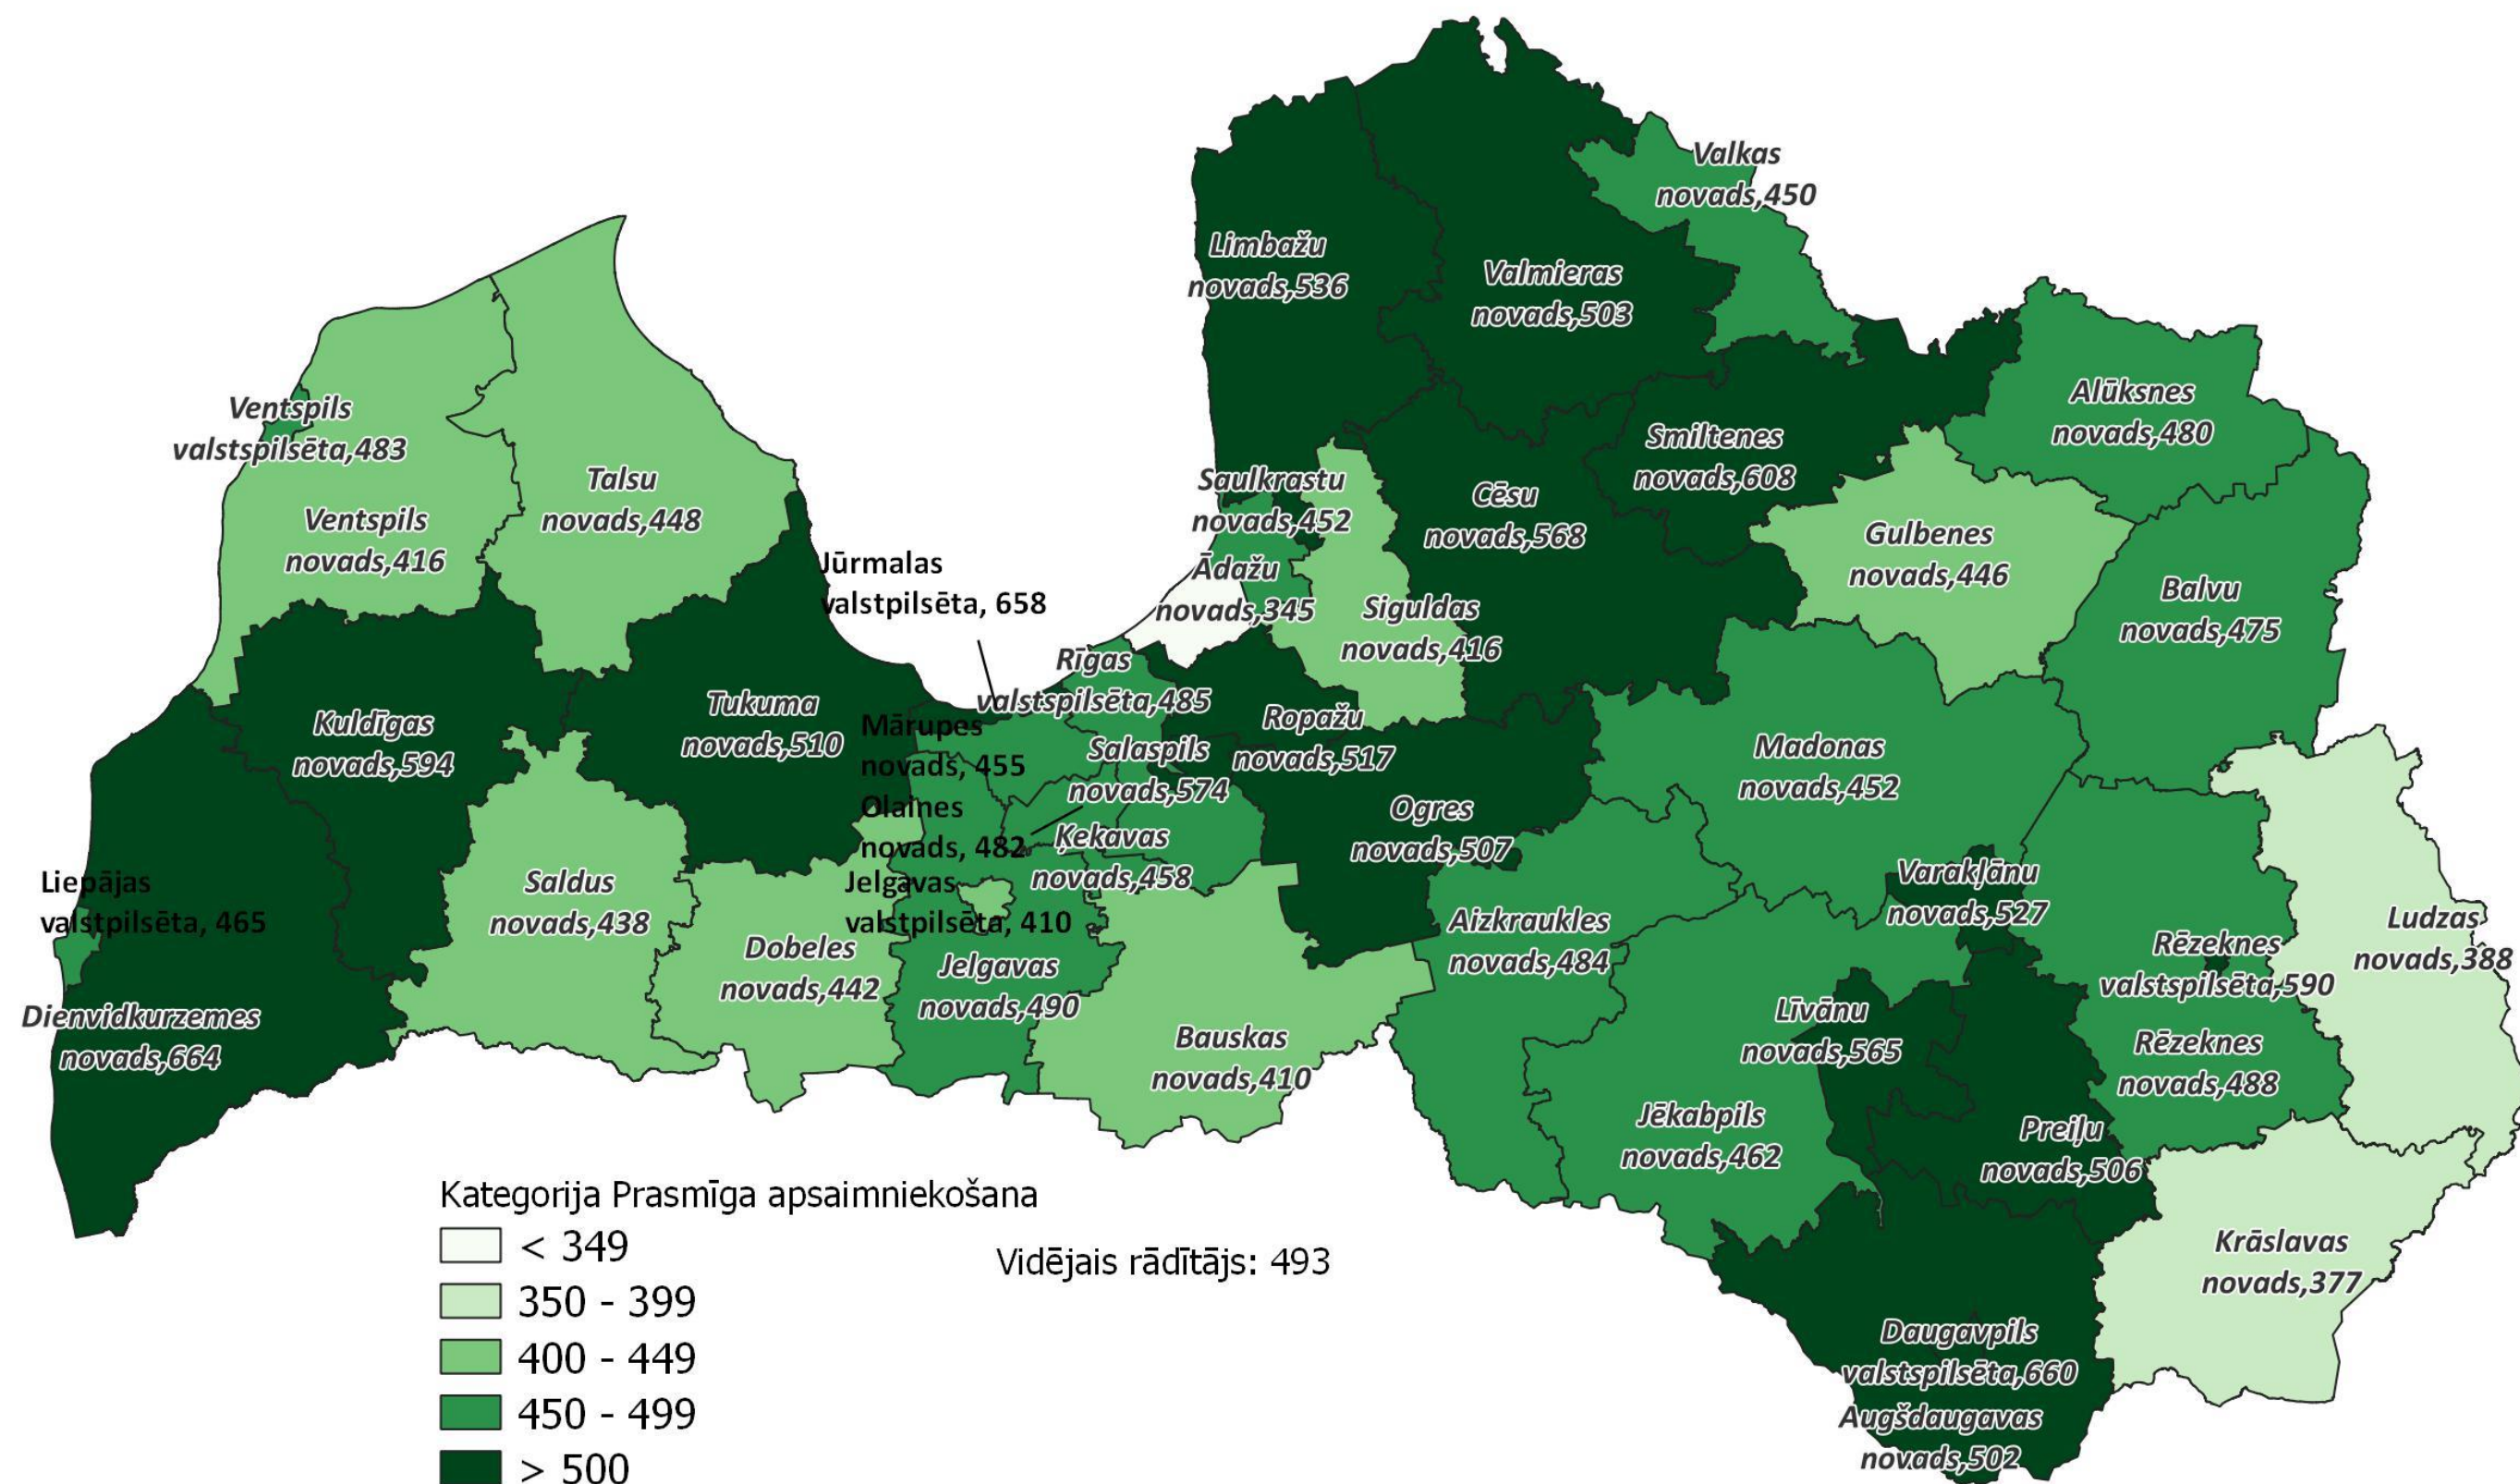 Valkas
novads,450
Limbažu
novads,536
Valmieras
novads,503
Alūksnes
novads,480
Ventspils
valstspilsēta,483
Smiltenes
novads,608
Talsu
novads,448
Saulkrastu
novads,452
Cēsu
novads,568
Ventspils
novads,416
Gulbenes
novads,446
Jūrmalas
valstpilsēta, 658
Ādažu
novads,345
Siguldas
novads,416
Balvu
novads,475
Rīgas
valstspilsēta,485
Kuldīgas
novads,594
Tukuma
novads,510
Mārupes
novads, 455
Ropažu
novads,517
Salaspils
novads,574
Madonas
novads,452
Olaines
novads, 482
Ķekavas
novads,458
Ogres
novads,507
Liepājas
valstpilsēta, 465
Saldus
novads,438
Jelgavas
valstpilsēta, 410
Varakļānu
novads,527
Aizkraukles
novads,484
Ludzas
novads,388
Dobeles
novads,442
Jelgavas
novads,490
Rēzeknes
valstspilsēta,590
Dienvidkurzemes
novads,664
Bauskas
novads,410
Līvānu
novads,565
Rēzeknes
novads,488
Jēkabpils
novads,462
Preiļu
novads,506
Krāslavas
novads,377
Daugavpils
valstspilsēta,660
Augšdaugavas
novads,502
Kategorija Prasmīga apsaimniekošana
< 349
350 - 399
400 - 449
450 - 499
> 500
Vidējais rādītājs: 493